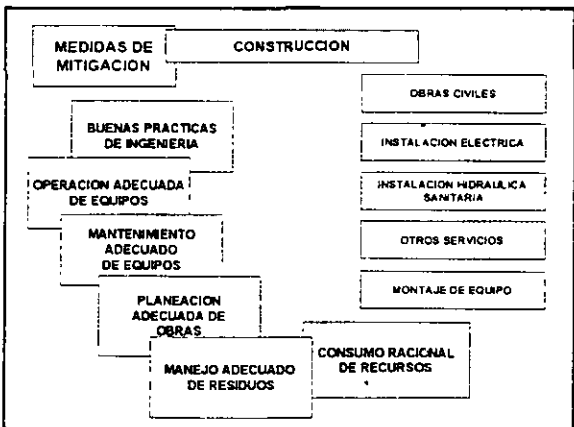 MEDIDAS DE
MITIGACION
CONSTRUCCION
OBRAS CIVILES
BUENAS PRACTICAS
DE INGENIERIA
INSTALACION ELECTRICA
OPERACION ADECUADA
DE EQUIPOS
INSTALACION HIDRAULICA
SANITARIA
MANTENIMIENTO
ADECUADO
DE EQUIPOS
OTROS SERVICIOS
PLANEACION
ADECUADA DE
OBRAS
MONTAJE DE EQUIPO
MANEJO ADECUADO
DE RESIDUOS
CONSUMO RACIONAL
DE RECURSOS